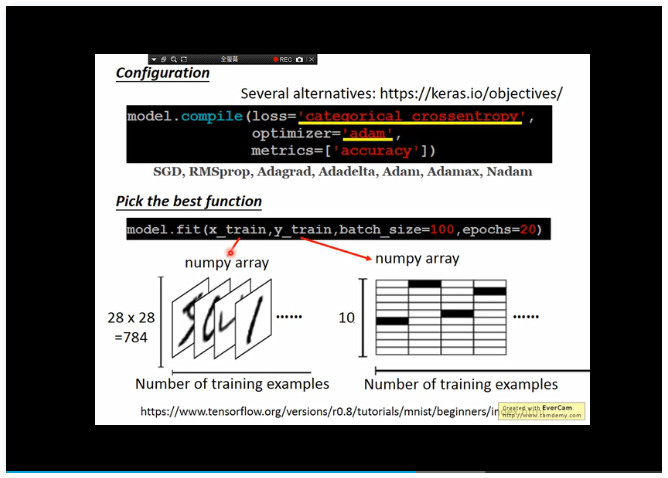 全螢幕 REC
Configuration
Several alternatives: https://keras.io/objectives/
model.compile(loss='categorical_crossentropy',
optimizer='adam',
metrics=['accuracy'])
SGD, RMSprop, Adagrad, Adadelta, Adam, Adamax, Nadam
Pick the best function
model.fit(x_train,y_train,batch_size=100,epochs=20)
numpy array
numpy array
28 x 28
=784
5041
......
10
......
Number of training examples
Number of training examples
https://www.tensorflow.org/versions/r0.8/tutorials/mnist/beginners/in
Created with EverCam
http://www.camdemy.com